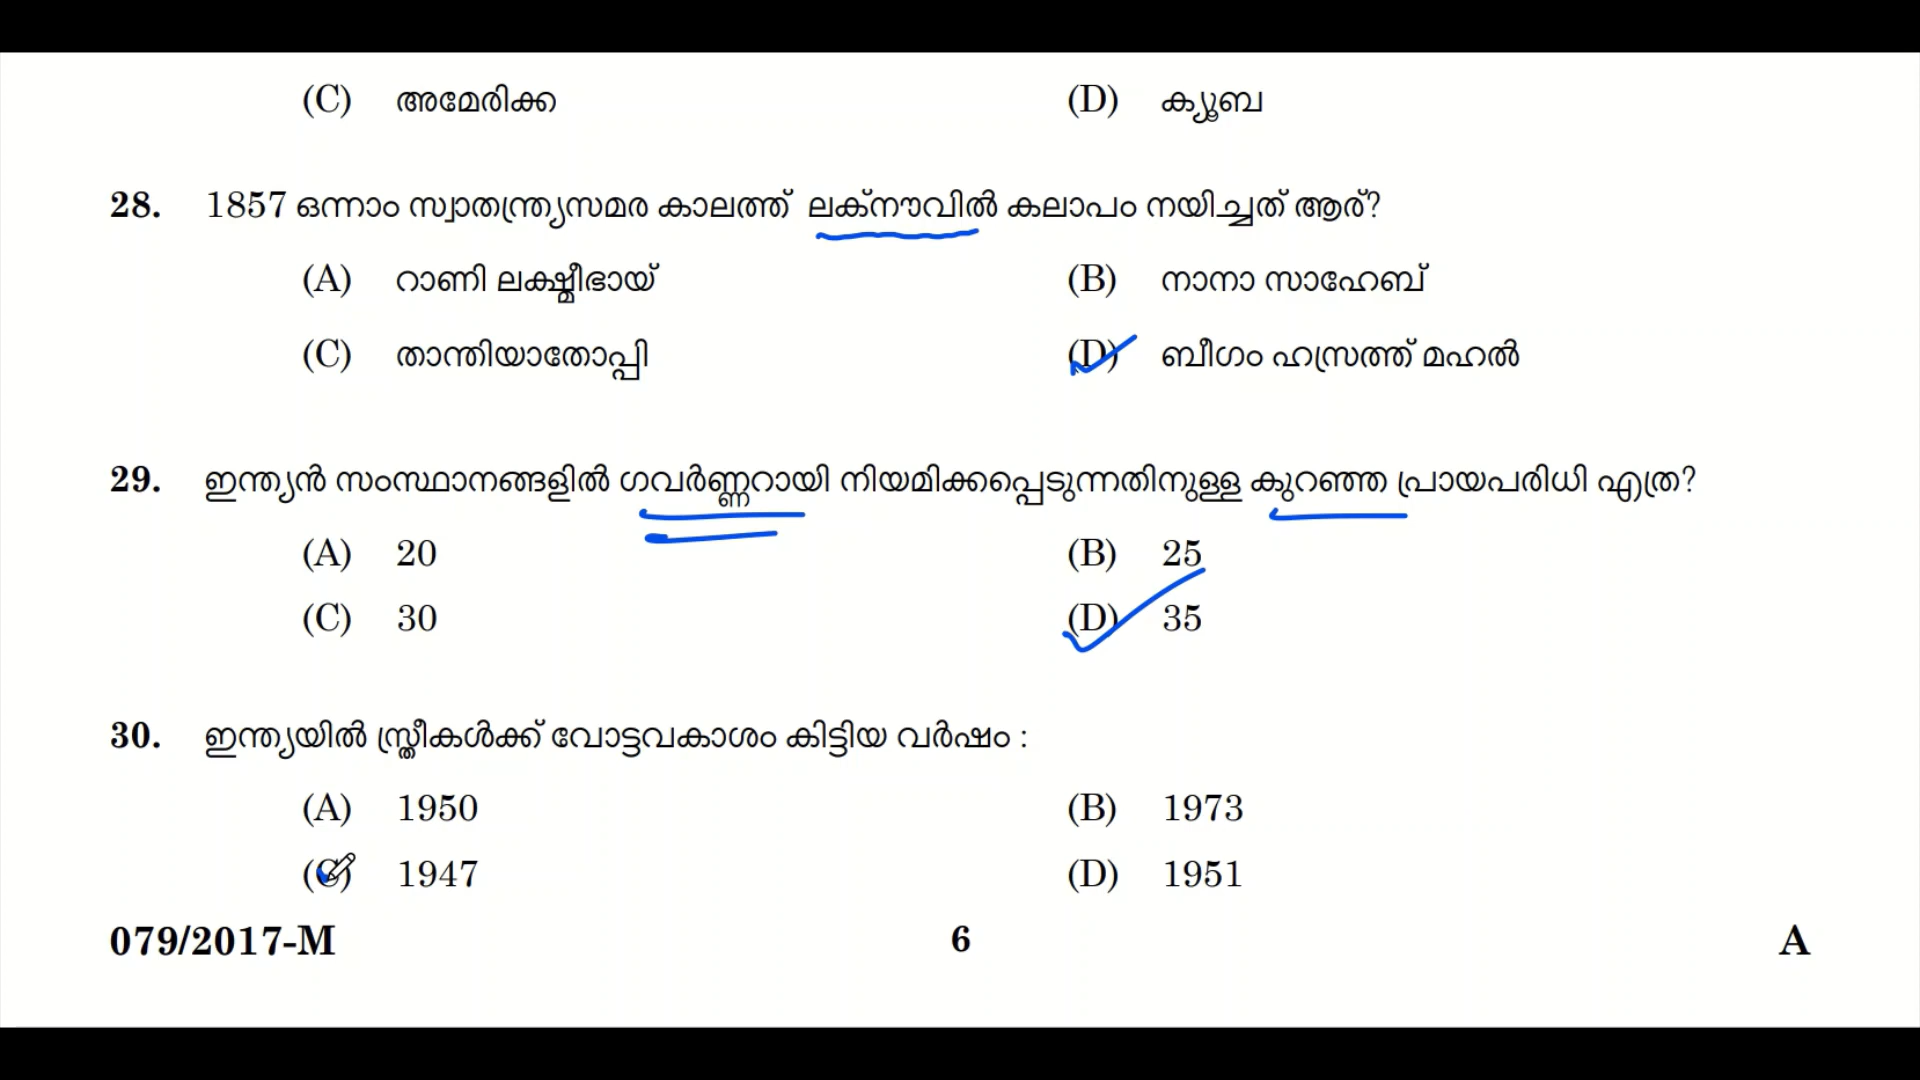 (C) അമേരിക്ക (D) ക്യൂബ
28. 1857 ഒന്നാം സ്വാതന്ത്ര്യസമര കാലത്ത് ലക്നൗവിൽ കലാപം നയിച്ചത് ആര്?
(A) റാണി ലക്ഷ്മീഭായ് (B) നാനാ സാഹേബ്
(C) താന്തിയാതോപ്പി (D) ബീഗം ഹസ്രത്ത് മഹൽ
29. ഇന്ത്യൻ സംസ്ഥാനങ്ങളിൽ ഗവർണ്ണറായി നിയമിക്കപ്പെടുന്നതിനുള്ള കുറഞ്ഞ പ്രായപരിധി എത്ര?
(A) 20 (B) 25
(C) 30 (D) 35
30. ഇന്ത്യയിൽ സ്ത്രീകൾക്ക് വോട്ടവകാശം കിട്ടിയ വർഷം :
(A) 1950 (B) 1973
(C) 1947 (D) 1951
079/2017-M 6 A